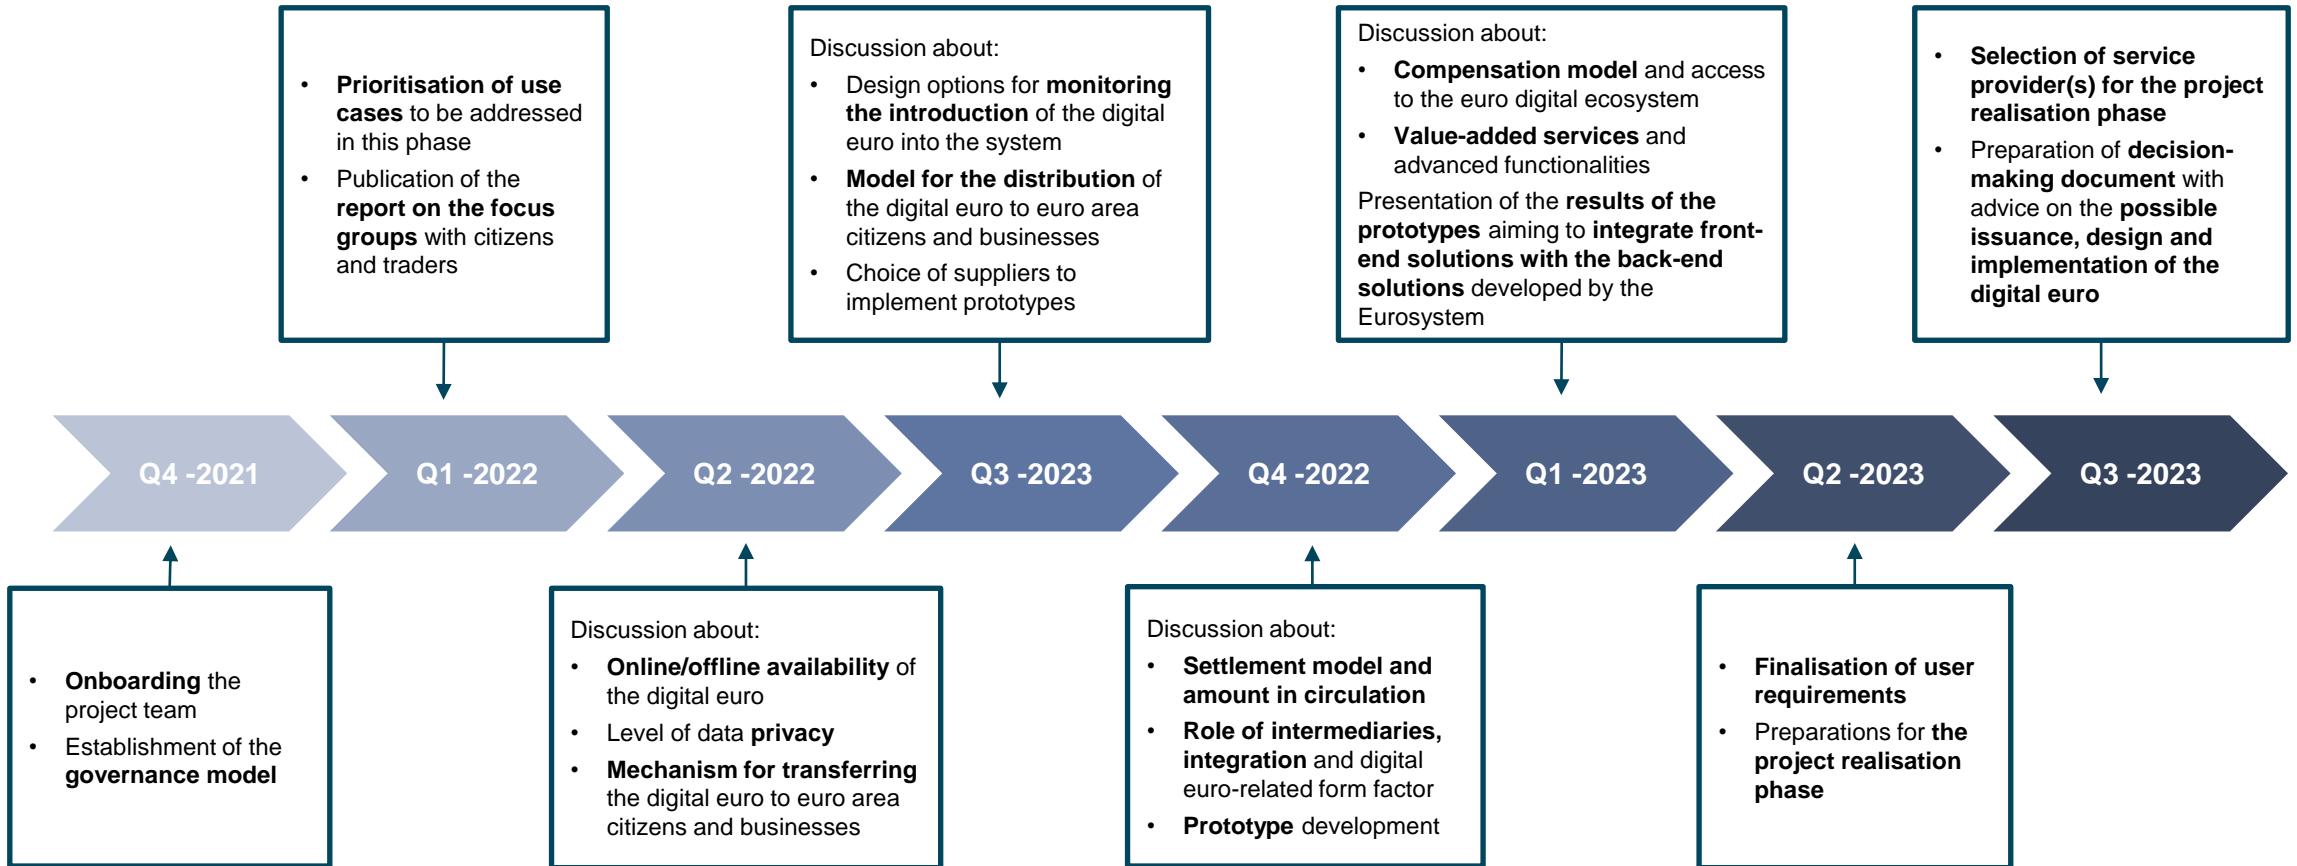 • Prioritisation of use
cases to be addressed
in this phase
• Publication of the
report on the focus
groups with citizens
and traders
Discussion about:
• Design options for monitoring
the introduction of the digital
euro into the system
• Model for the distribution of
the digital euro to euro area
citizens and businesses
• Choice of suppliers to
implement prototypes
Discussion about:
• Compensation model and access
to the euro digital ecosystem
• Value-added services and
advanced functionalities
Presentation of the results of the
prototypes aiming to integrate front-
end solutions with the back-end
solutions developed by the
Eurosystem
• Selection of service
provider(s) for the project
realisation phase
• Preparation of decision-
making document with
advice on the possible
issuance, design and
implementation of the
digital euro
Q4 -2021
Q1 -2022
Q2 -2022
Q3 -2023
Q4 -2022
Q1 -2023
Q2 -2023
Q3 -2023
• Onboarding the
project team
• Establishment of the
governance model
Discussion about:
• Online/offline availability of
the digital euro
• Level of data privacy
• Mechanism for transferring
the digital euro to euro area
citizens and businesses
Discussion about:
• Settlement model and
amount in circulation
• Role of intermediaries,
integration and digital
euro-related form factor
• Prototype development
• Finalisation of user
requirements
• Preparations for the
project realisation
phase